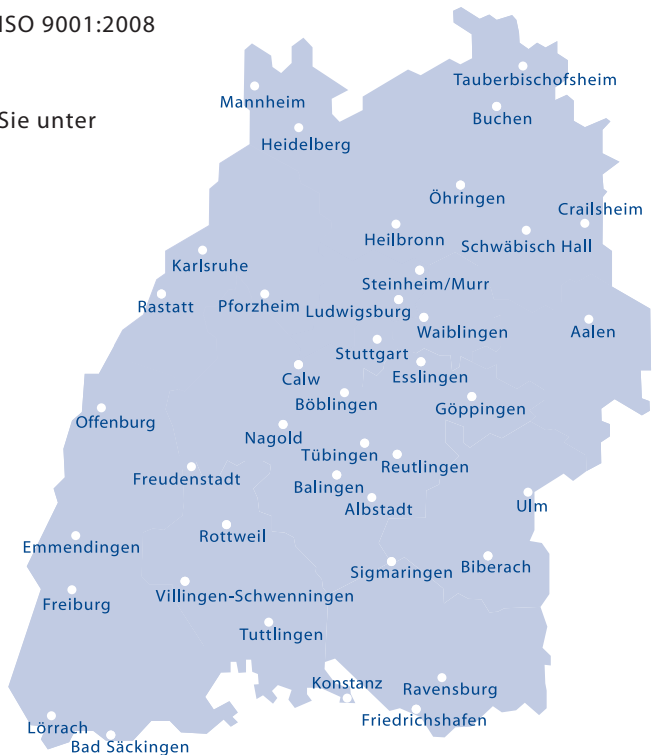 ISO 9001:2008
Tauberbischofsheim
Mannheim
Buchen
Sie unter
Heidelberg
Öhringen
Crailsheim
Heilbronn
Schwäbisch Hall
Karlsruhe
Steinheim/Murr
Rastatt
Pforzheim
Ludwigsburg
Waiblingen
Aalen
Stuttgart
Calw
Esslingen
Böblingen
Göppingen
Offenburg
Nagold
Tübingen
Reutlingen
Freudenstadt
Balingen
Albstadt
Ulm
Rottweil
Emmendingen
Sigmaringen
Biberach
Villingen-Schwenningen
Freiburg
Tuttlingen
Konstanz
Ravensburg
Friedrichshafen
Lörrach
Bad Säckingen